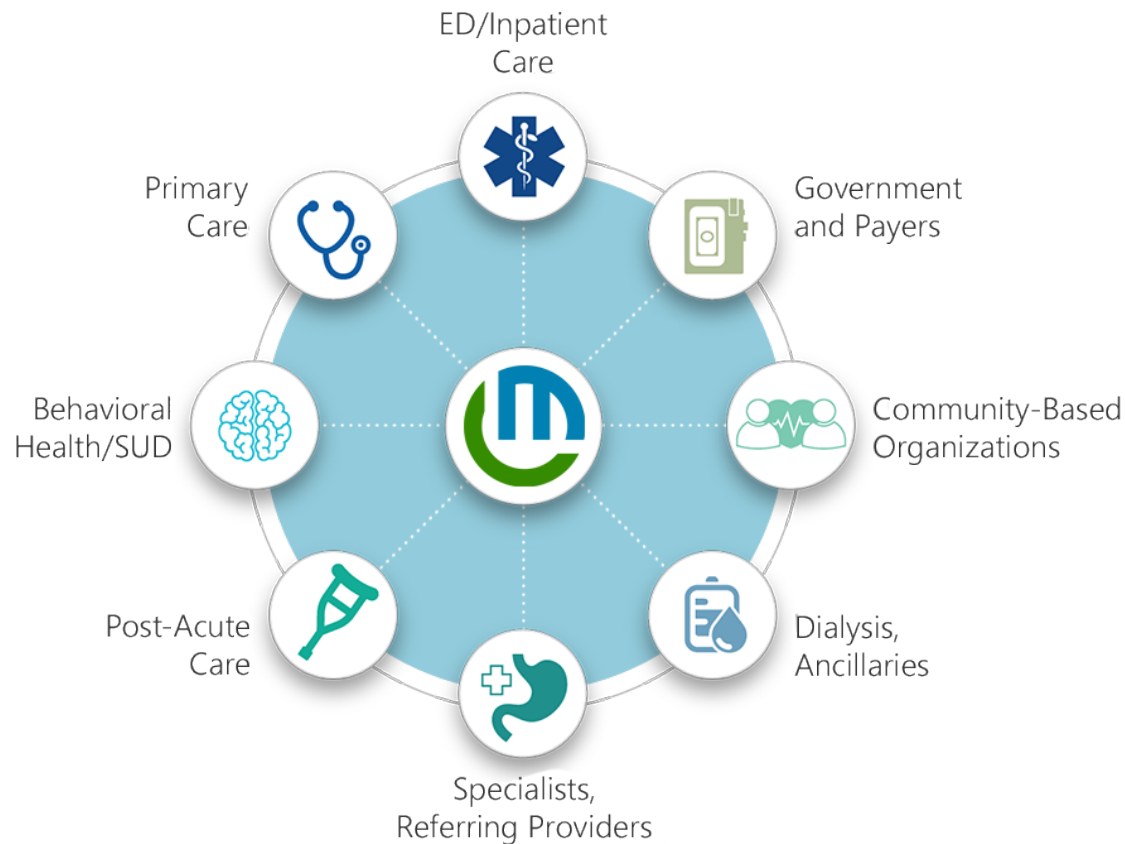 ED/Inpatient
Care
Government
and Payers
Community-Based
Organizations
Dialysis,
Ancillaries
Specialists,
Referring Providers
Post-Acute
Care
Behavioral
Health/SUD
Primary
Care